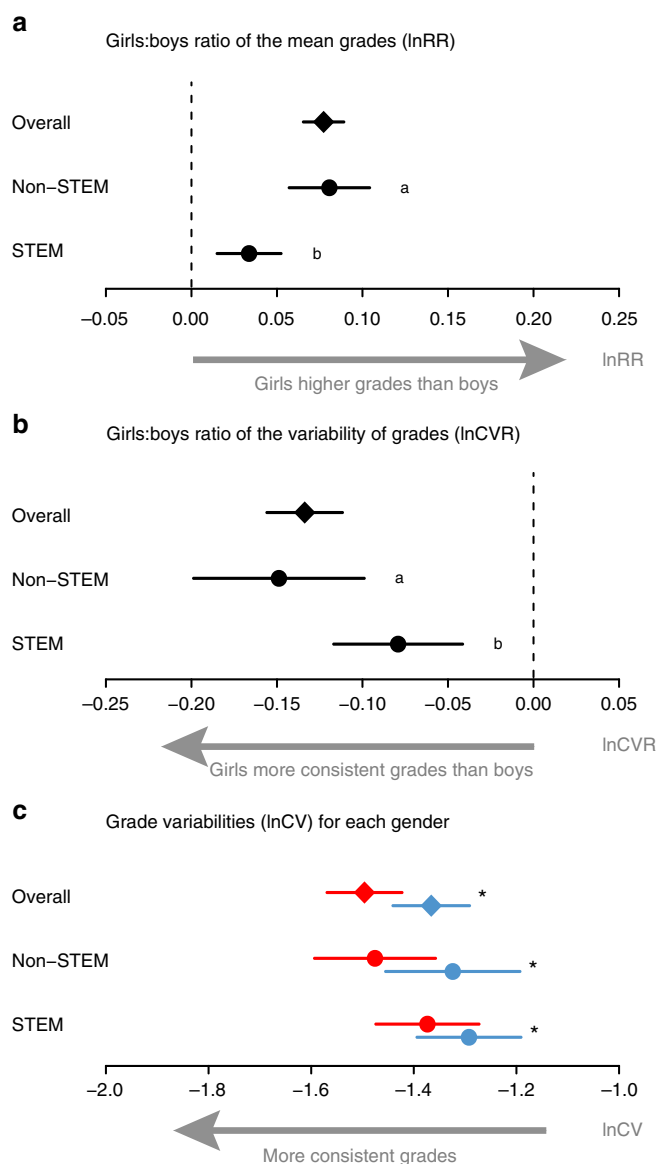 a
Girls:boys ratio of the mean grades (lnRR)
Overall
Non–STEM
a
STEM
b
–0.05 0.00 0.05 0.10 0.15 0.20 0.25
lnRR
Girls higher grades than boys
b
Girls:boys ratio of the variability of grades (lnCVR)
Overall
Non–STEM
a
STEM
b
–0.25 –0.20 –0.15 –0.10 –0.05 0.00 0.05
lnCVR
Girls more consistent grades than boys
c
Grade variabilities (lnCV) for each gender
Overall
*
Non–STEM
*
STEM
*
–2.0 –1.8 –1.6 –1.4 –1.2 –1.0
lnCV
More consistent grades